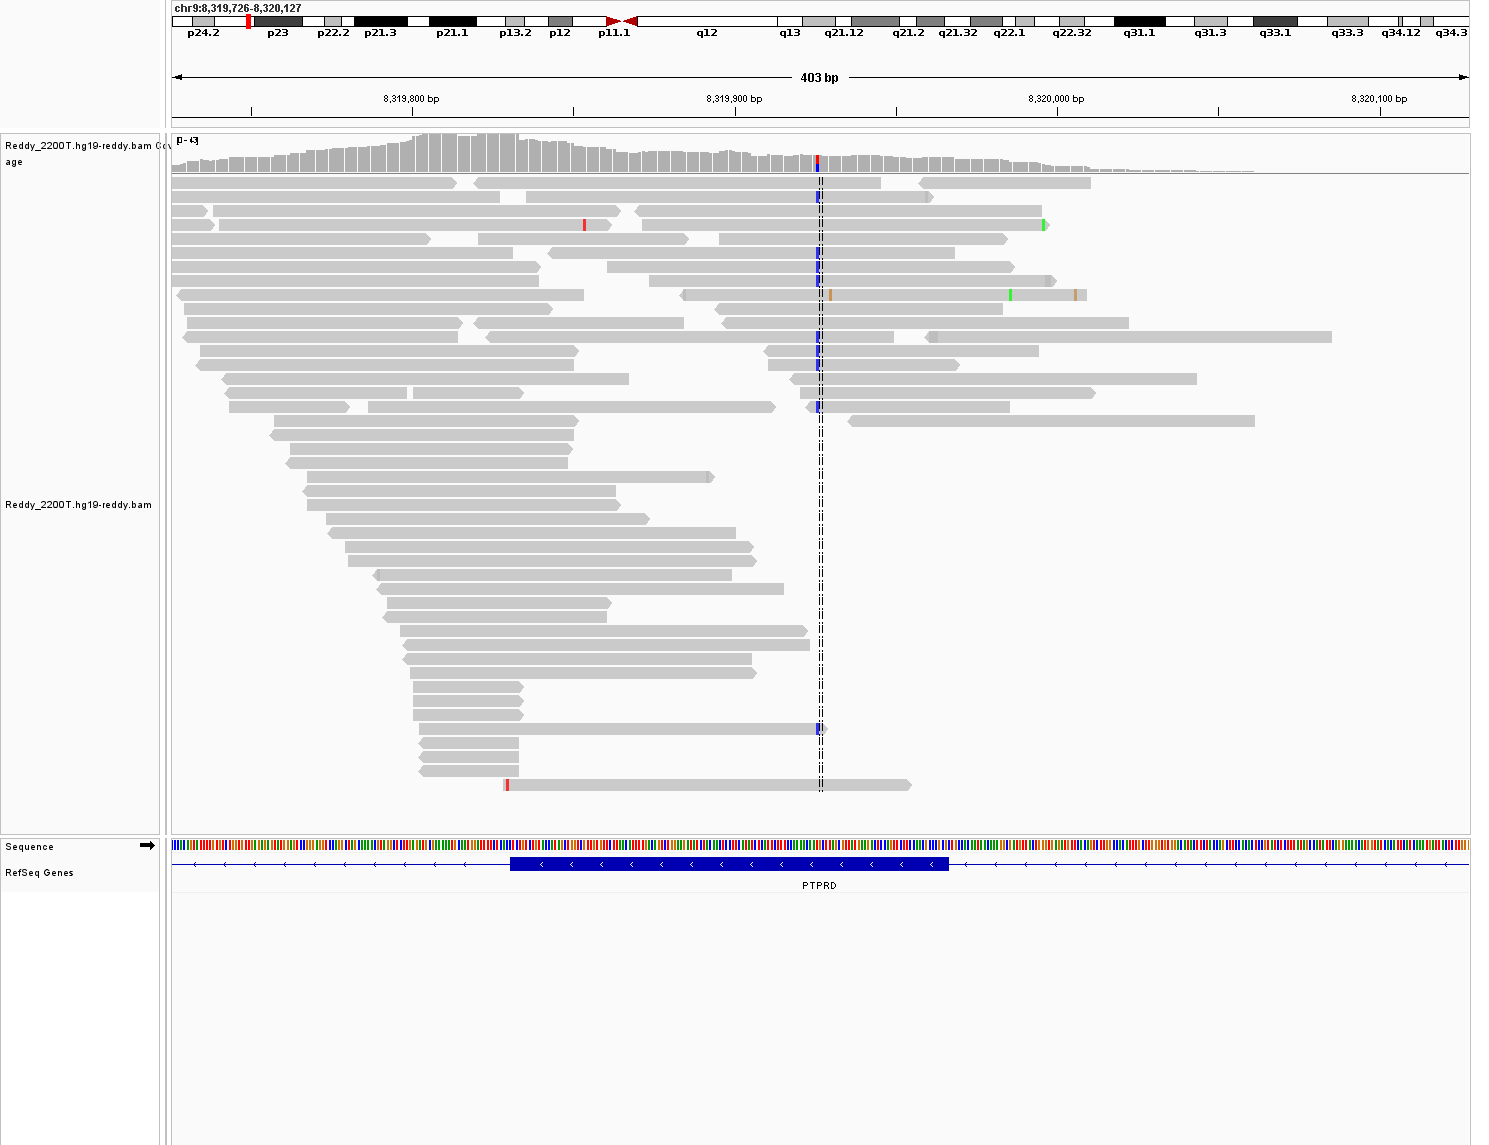 chr9:8,319,726-8,320,127
p24.2 p23 p22.2 p21.3 p21.1 p13.2 p12 p11.1 q12 q13 q21.12 q21.2 q21.32 q22.1 q22.32 q31.1 q31.3 q33.1 q33.3 q34.12 q34.3
403 bp
8,319,800 bp 8,319,900 bp 8,320,000 bp 8,320,100 bp
Reddy_2200T.hg19-reddy.bam Cov
age
[0 - 43]
Reddy_2200T.hg19-reddy.bam
Sequence
RefSeq Genes
PTPRD